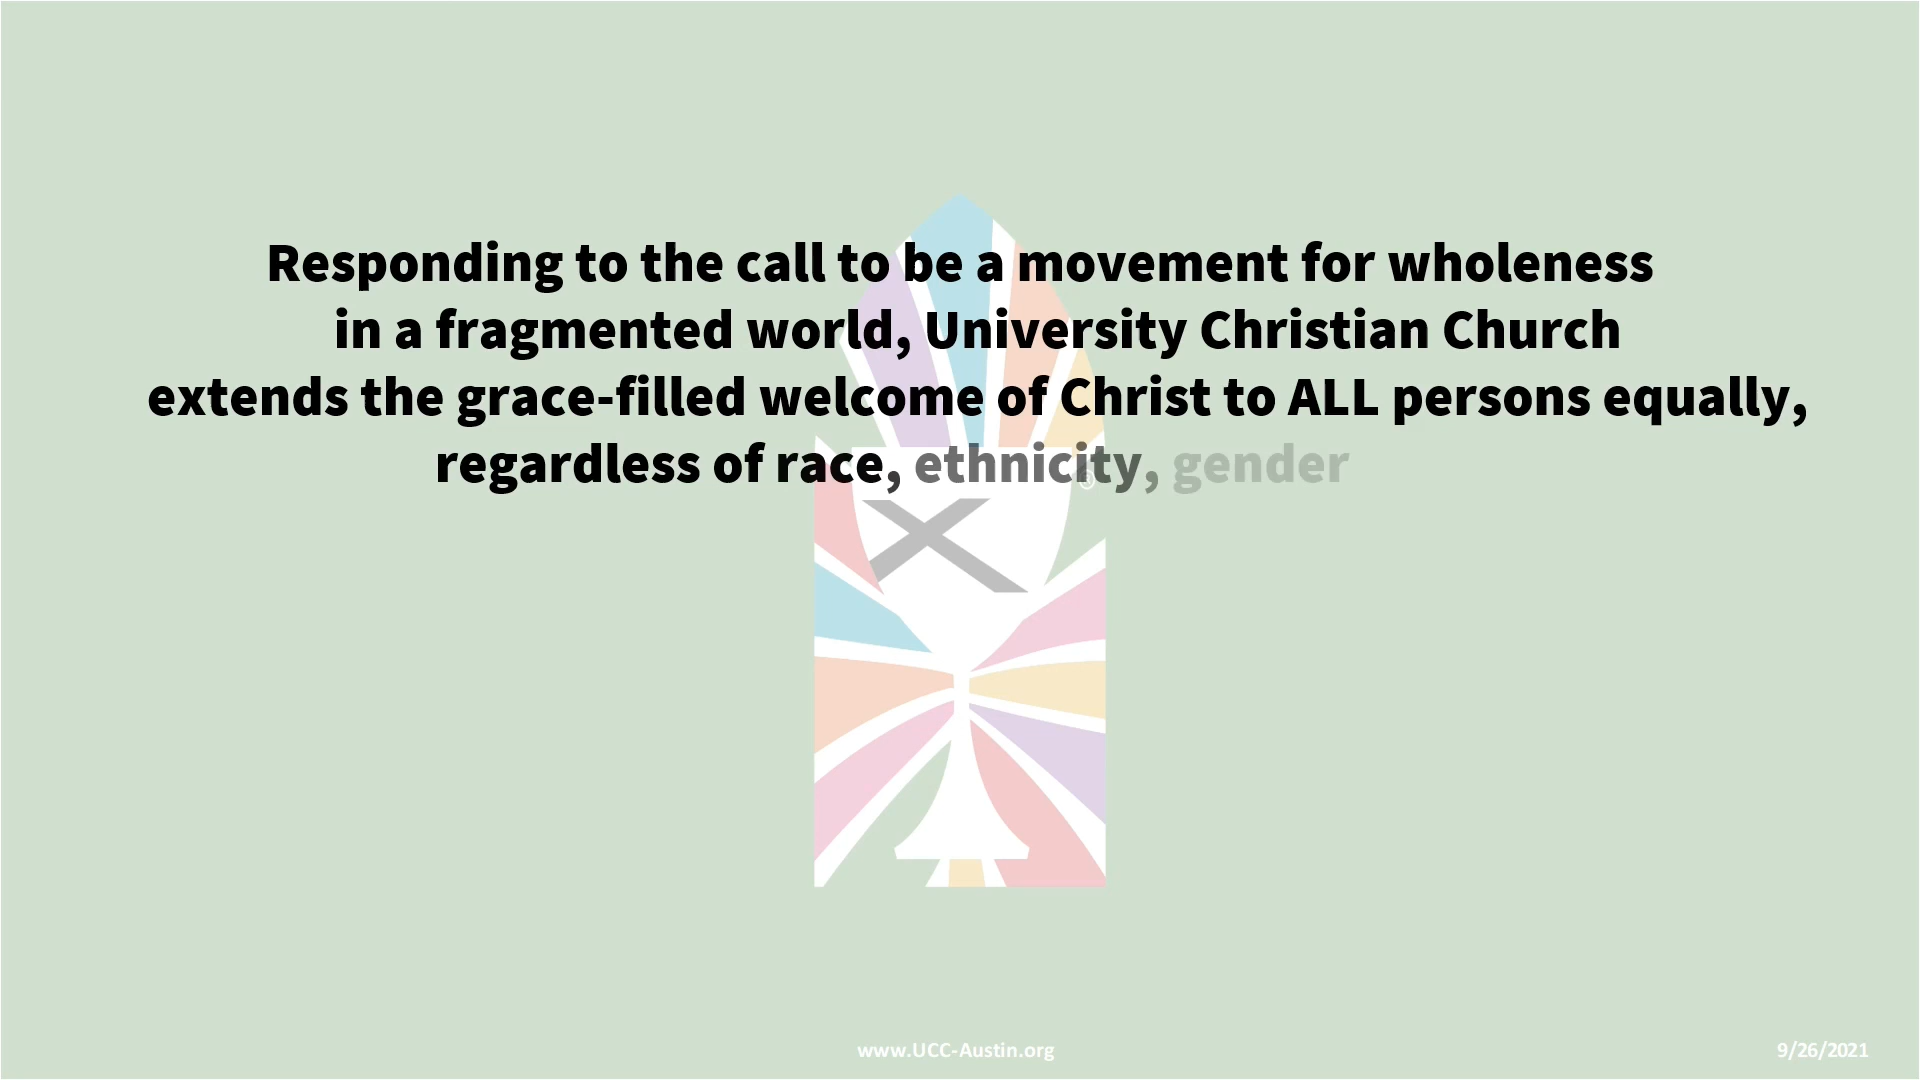 Responding to the call to be a movement for wholeness
in a fragmented world, University Christian Church
extends the grace-filled welcome of Christ to ALL persons equally,
regardless of race, ethnicity, gender
®
www.UCC-Austin.org
9/26/2021